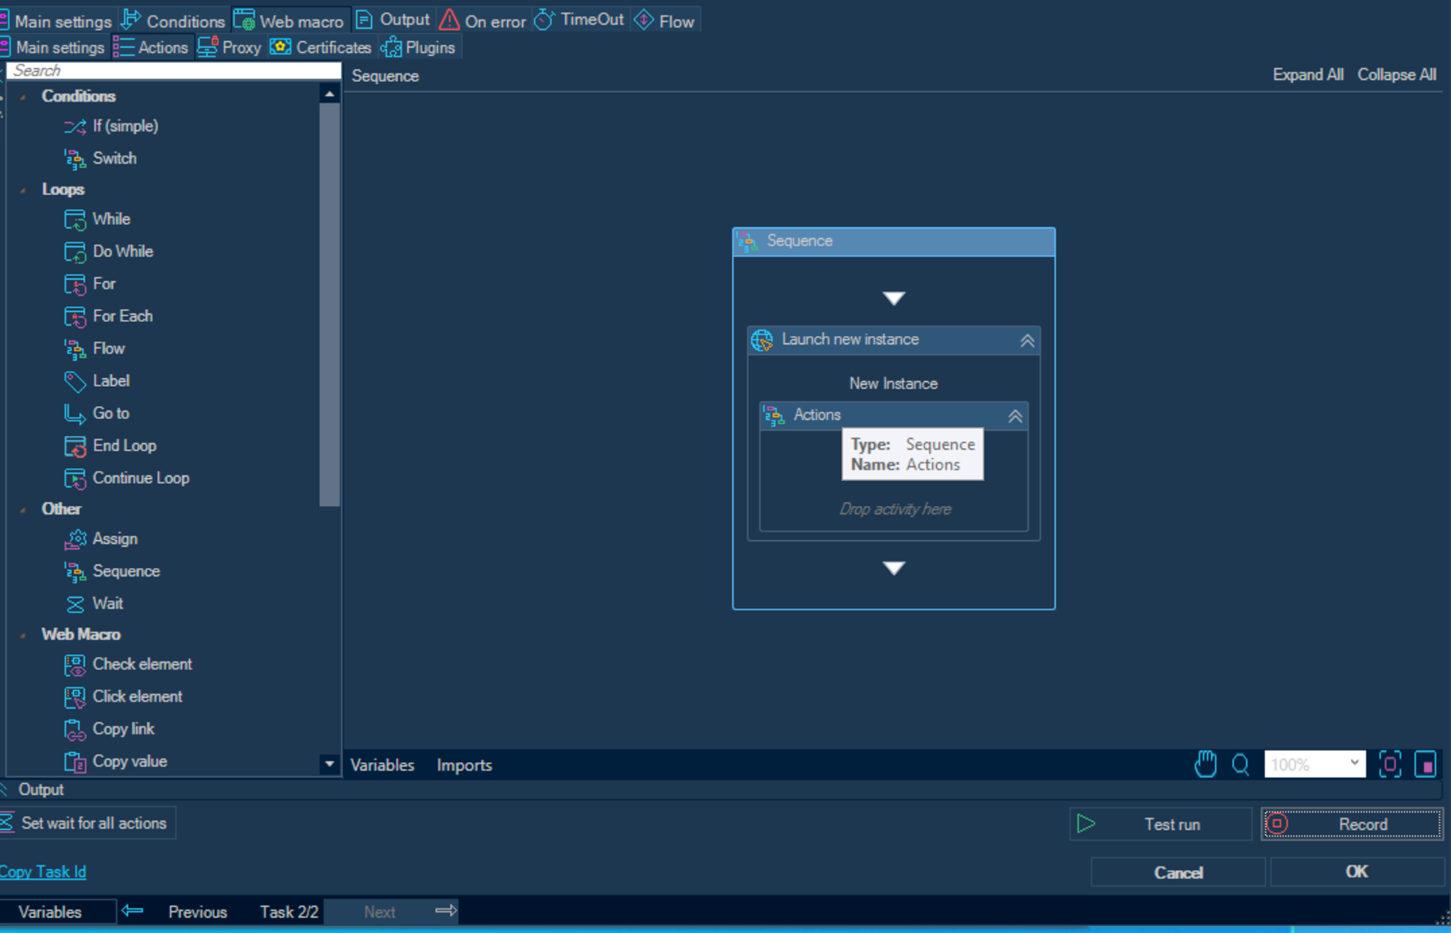 Main settings Conditions Web macro Output On error TimeOut Flow
Main settings Actions Proxy Certificates Plugins
Search
Sequence Expand All Collapse All
Conditions
If (simple)
Switch
Loops
While
Do While
For
For Each
Flow
Label
Go to
End Loop
Continue Loop
Other
Assign
Sequence
Wait
Web Macro
Check element
Click element
Copy link
Copy value
Sequence
Launch new instance
New Instance
Actions
Type: Sequence
Name: Actions
Drop activity here
Variables Imports 100%
Output
Set wait for all actions Test run Record
Copy Task Id Cancel OK
Variables Previous Task 2/2 Next